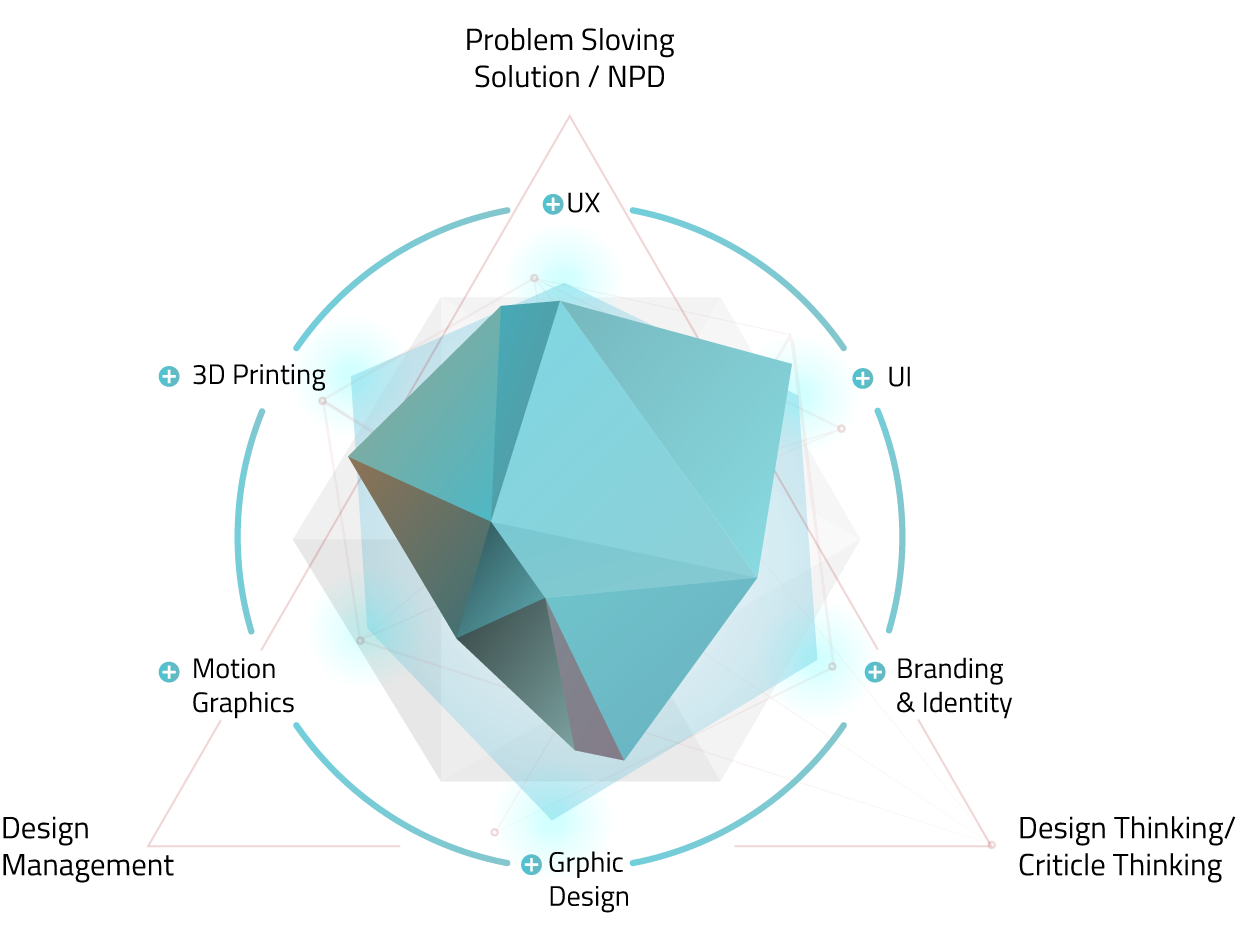 Problem Sloving
Solution / NPD
UX
3D Printing
UI
Motion
Graphics
Branding
& Identity
Design
Management
Design Thinking/
Criticle Thinking
Grphic
Design